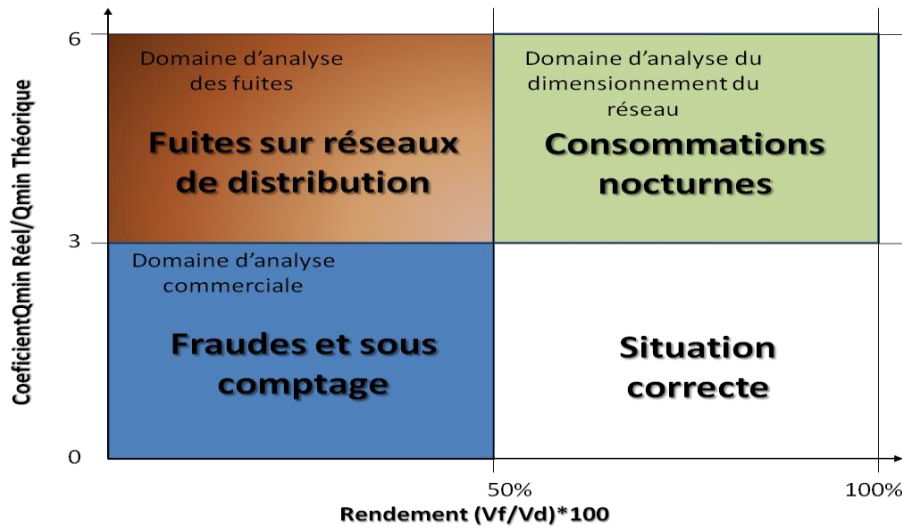 CoeficientQmin Réel/Qmin Théorique
6
3
0
Domaine d'analyse
des fuites
Fuites sur réseaux
de distribution
Domaine d'analyse du
dimensionnement du
réseau
Consommations
nocturnes
Domaine d'analyse
commerciale
Fraudes et sous
comptage
Situation
correcte
50%
100%
Rendement (Vf/Vd)*100